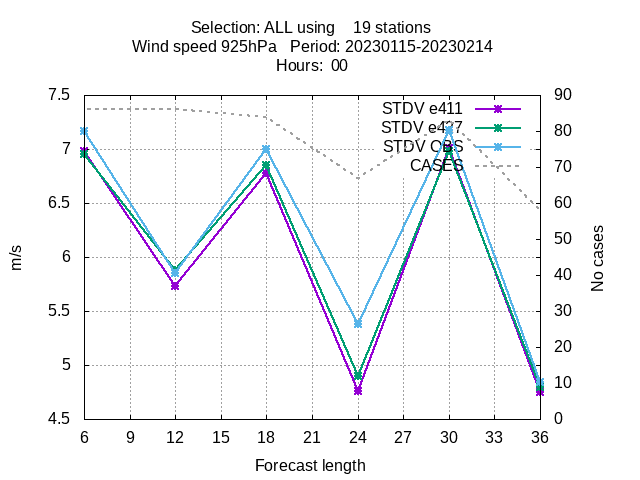 Selection: ALL using    19 stations
Wind speed 925hPa   Period: 20230115-20230214
Hours:  00
7.5
7
6.5
6
5.5
5
4.5
90
80
70
60
50
40
30
20
10
0
6 9 12 15 18 21 24 27 30 33 36
m/s
No cases
Forecast length
STDV e411
STDV
STDV OBS
CASES